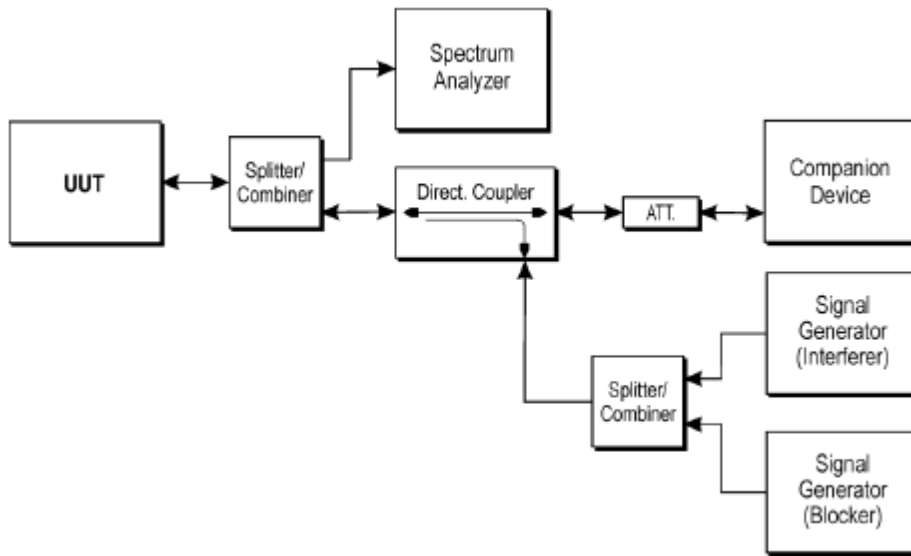 Spectrum
Analyzer
UUT
Splitter/
Combiner
Direct. Coupler
ATT.
Companion
Device
Signal
Generator
(Interferer)
Splitter/
Combiner
Signal
Generator
(Blocker)